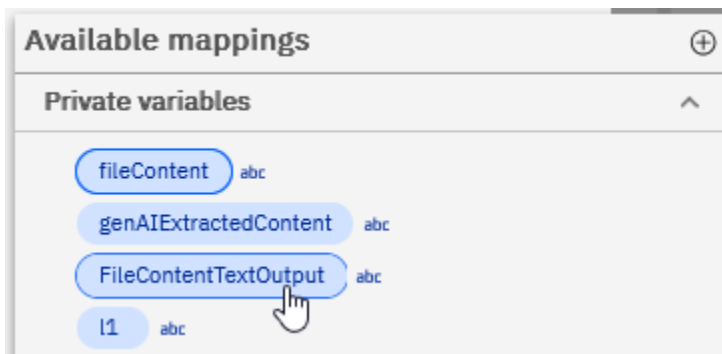 Available mappings
Private variables
fileContent abc
genAIExtractedContent abc
FileContentTextOutput abc
l1 abc